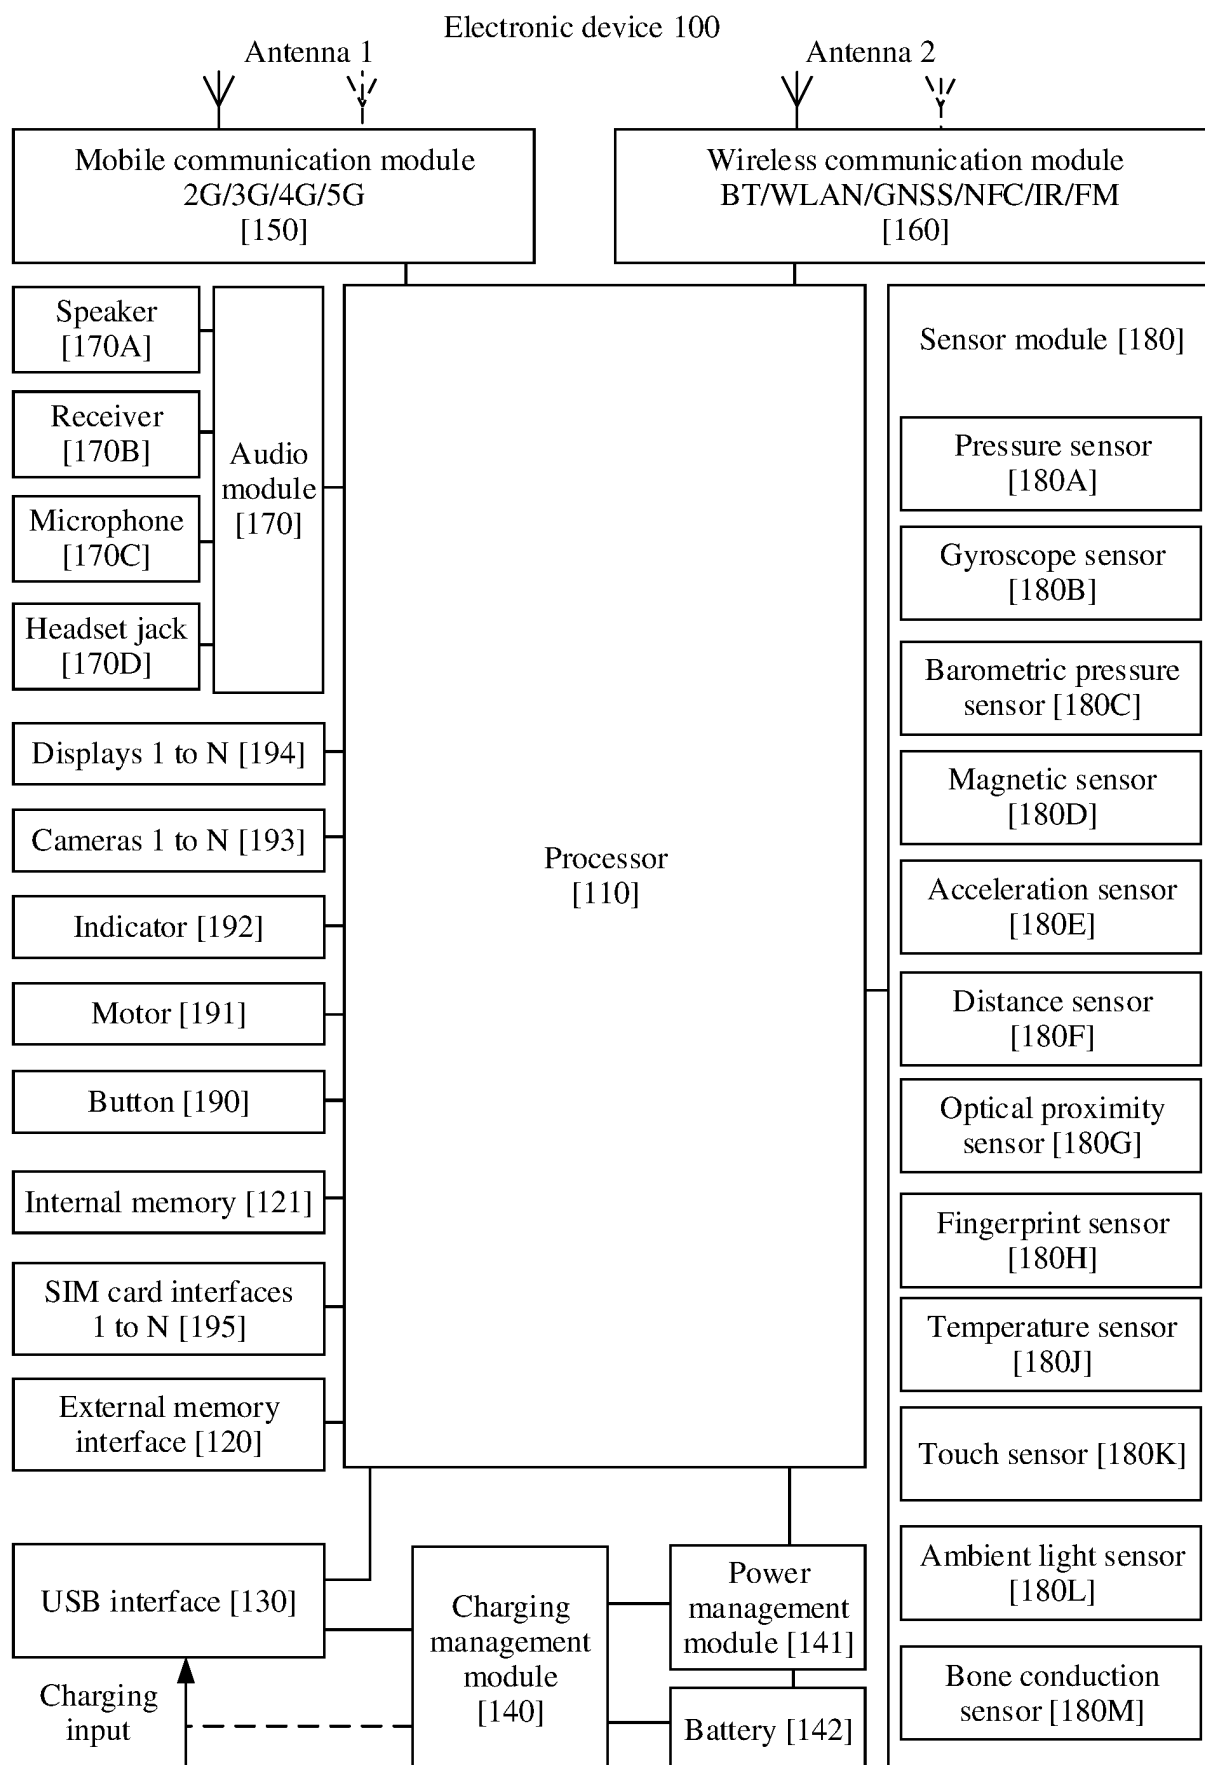 Electronic device 100
Antenna 1
Antenna 2
Mobile communication module
2G/3G/4G/5G
[150]
Wireless communication module
BT/WLAN/GNSS/NFC/IR/FM
[160]
Speaker
[170A]
Receiver
[170B]
Microphone
[170C]
Headset jack
[170D]
Audio
module
[170]
Displays 1 to N [194]
Cameras 1 to N [193]
Indicator [192]
Motor [191]
Button [190]
Internal memory [121]
SIM card interfaces
1 to N [195]
External memory
interface [120]
Processor
[110]
Sensor module [180]
Pressure sensor
[180A]
Gyroscope sensor
[180B]
Barometric pressure
sensor [180C]
Magnetic sensor
[180D]
Acceleration sensor
[180E]
Distance sensor
[180F]
Optical proximity
sensor [180G]
Fingerprint sensor
[180H]
Temperature sensor
[180J]
Touch sensor [180K]
Ambient light sensor
[180L]
Bone conduction
sensor [180M]
USB interface [130]
Charging
input
Charging
management
module
[140]
Power
management
module [141]
Battery [142]